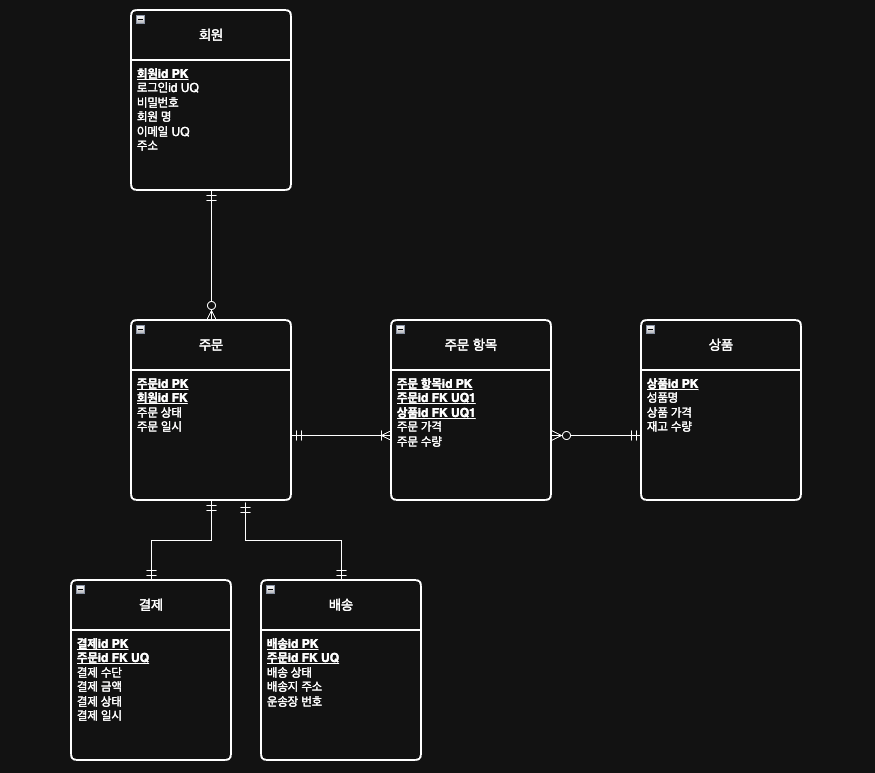 회원
회원id PK
로그인id UQ
비밀번호
회원 명
이메일 UQ
주소
주문
주문id PK
회원id FK
주문 상태
주문 일시
주문 항목
주문 항목id PK
주문id FK UQ1
상품id FK UQ1
주문 가격
주문 수량
상품
상품id PK
성품명
상품 가격
재고 수량
결제
결제id PK
주문id FK UQ
결제 수단
결제 금액
결제 상태
결제 일시
배송
배송id PK
주문id FK UQ
배송 상태
배송지 주소
운송장 번호